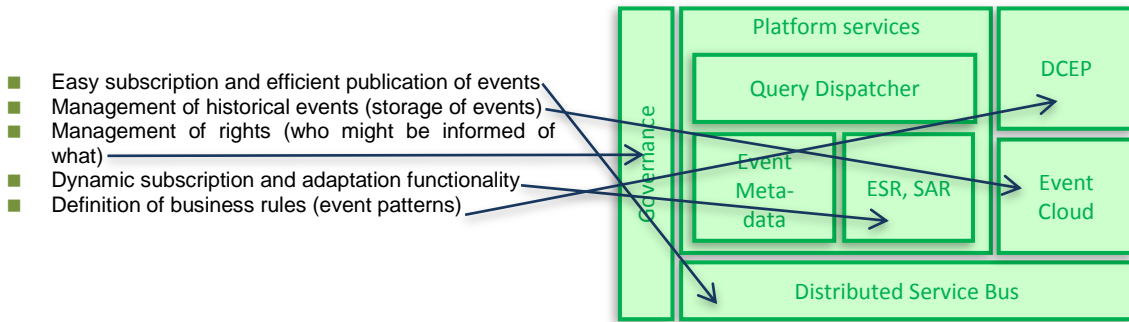 ■ Easy subscription and efficient publication of events
■ Management of historical events (storage of events)
■ Management of rights (who might be informed of
what)
■ Dynamic subscription and adaptation functionality
■ Definition of business rules (event patterns)
Governance
Platform services
Query Dispatcher
Event
Meta-
data
ESR, SAR
DCEP
Event
Cloud
Distributed Service Bus